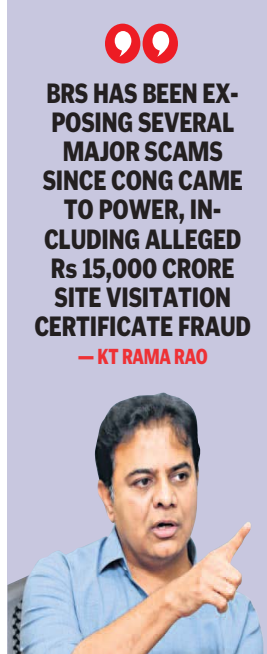 BRS HAS BEEN EX-
POSING SEVERAL
MAJOR SCAMS
SINCE CONG CAME
TO POWER, IN-
CLUDING ALLEGED
Rs 15,000 CRORE
SITE VISITATION
CERTIFICATE FRAUD
— KT RAMA RAO